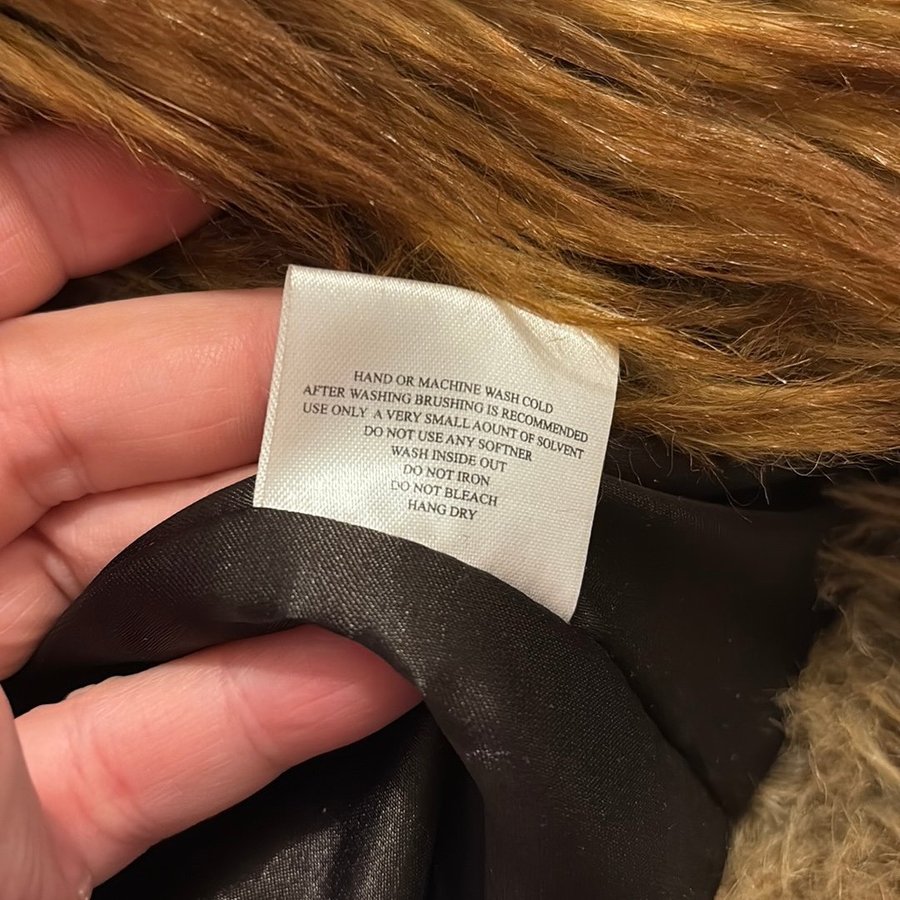 HAND OR MACHINE WASH COLD
AFTER WASHING BRUSHING IS RECOMMENDED
USE ONLY A VERY SMALL AOUNT OF SOLVENT
DO NOT USE ANY SOFTNER
WASH INSIDE OUT
DO NOT IRON
DO NOT BLEACH
HANG DRY